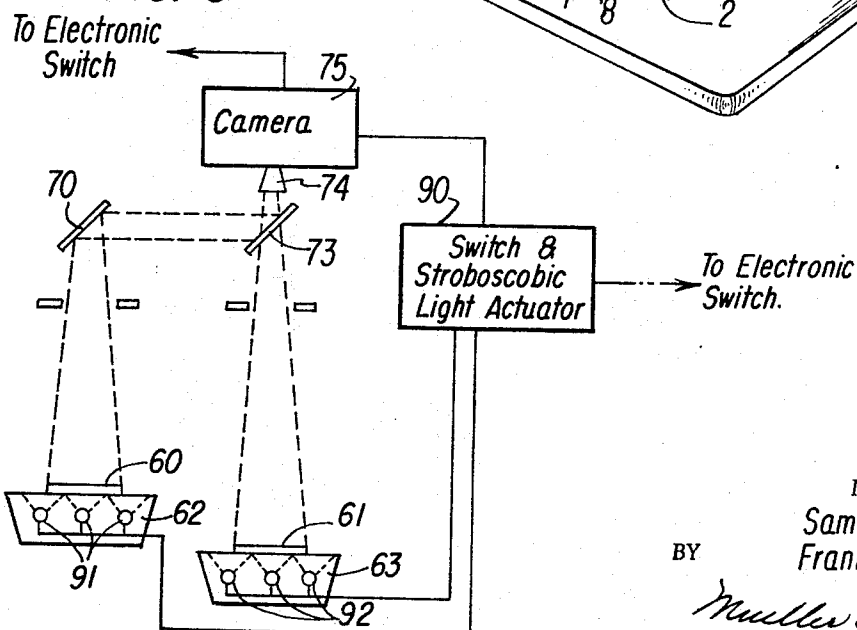 2
To Electronic
Switch
75
Camera
74
70
73
90
Switch &
Stroboscobic
Light Actuator
To Electronic
Switch.
60
62
91
61
63
92
BY
Sam
Fran
Mueller